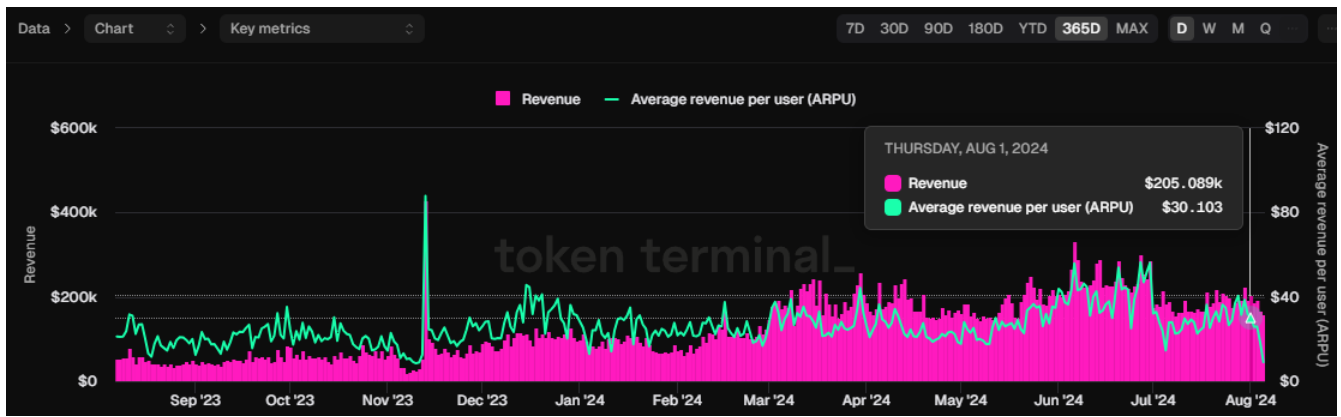 Data > Chart > Key metrics 7D 30D 90D 180D YTD 365D MAX D W M Q
Revenue Average revenue per user (ARPU)
$600k $120
THURSDAY, AUG 1, 2024
Revenue $205.089k
Average revenue per user (ARPU) $30.103
$400k $80
token terminal_
$200k $40
$0 $0
Revenue
Average revenue per user (ARPU)
Sep '23 Oct '23 Nov '23 Dec '23 Jan '24 Feb '24 Mar '24 Apr '24 May '24 Jun '24 Jul '24 Aug '24